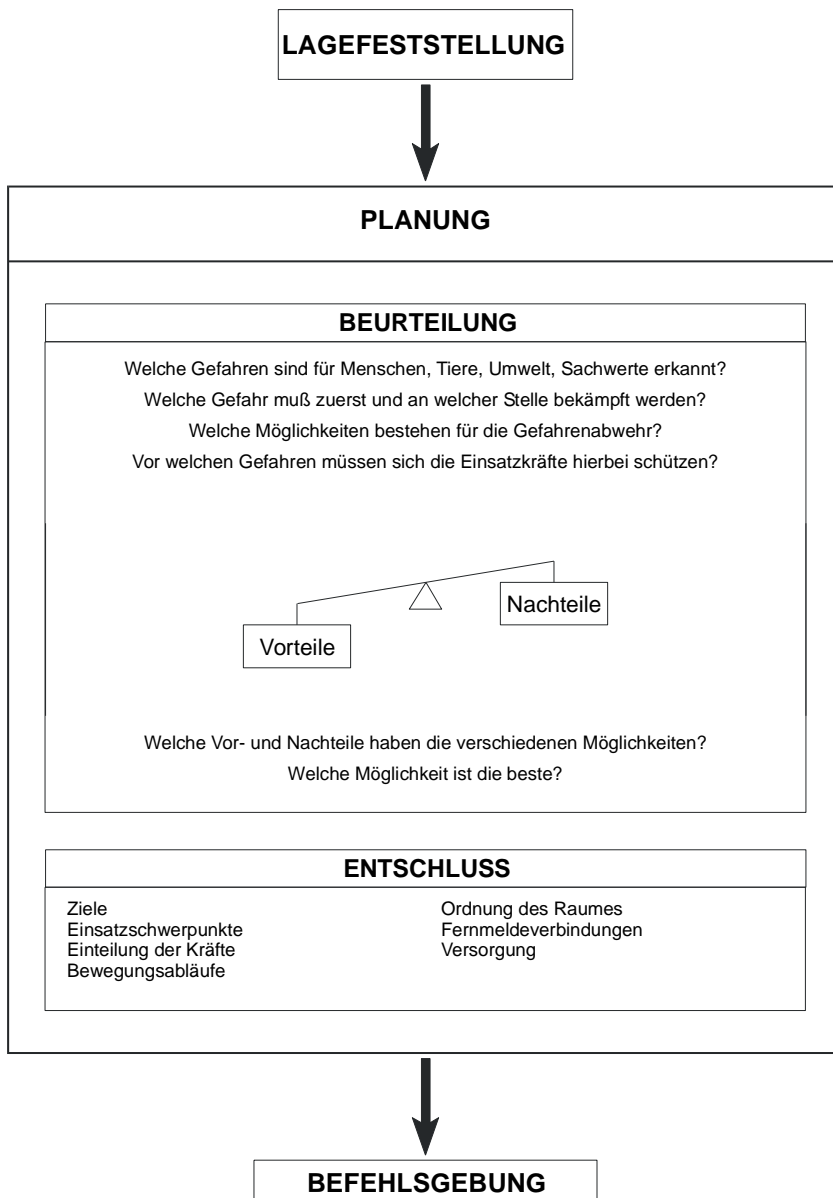 LAGEFESTSTELLUNG
PLANUNG
BEURTEILUNG
Welche Gefahren sind für Menschen, Tiere, Umwelt, Sachwerte erkannt?
Welche Gefahr muß zuerst und an welcher Stelle bekämpft werden?
Welche Möglichkeiten bestehen für die Gefahrenabwehr?
Vor welchen Gefahren müssen sich die Einsatzkräfte hierbei schützen?
Nachteile
Vorteile
Welche Vor- und Nachteile haben die verschiedenen Möglichkeiten?
Welche Möglichkeit ist die beste?
ENTSCHLUSS
Ziele
Einsatzschwerpunkte
Einteilung der Kräfte
Bewegungsabläufe
Ordnung des Raumes
Fernmeldeverbindungen
Versorgung
BEFEHLSGEBUNG